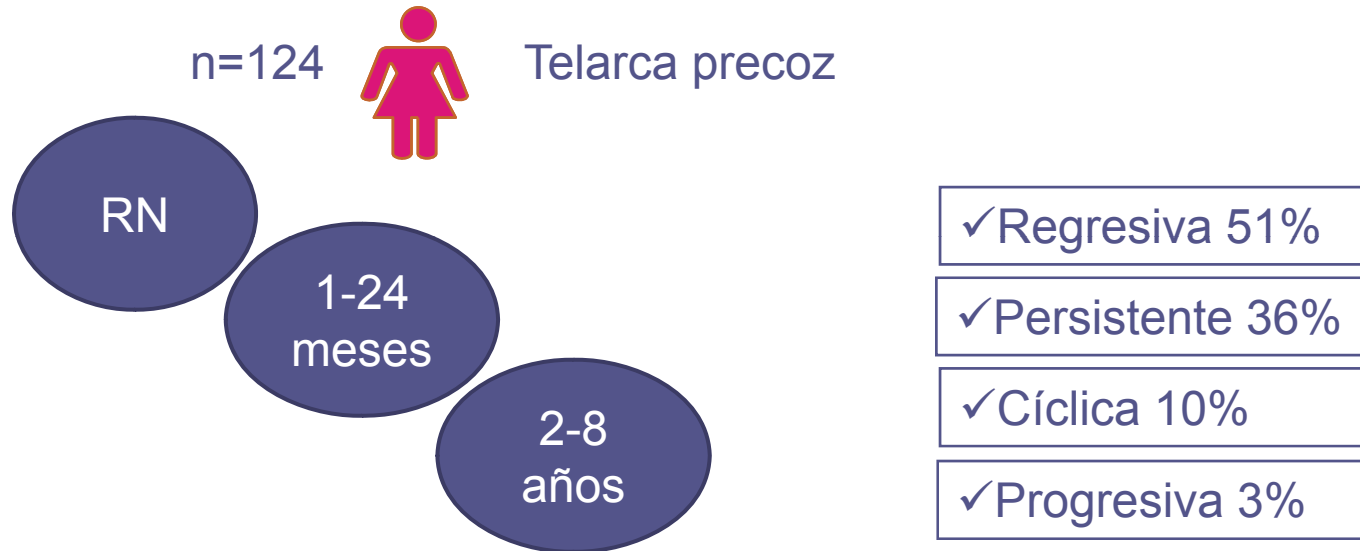 n=124
Telarca precoz
RN
1-24
meses
2-8
años
✓Regresiva 51%
✓Persistente 36%
✓Cíclica 10%
✓Progresiva 3%